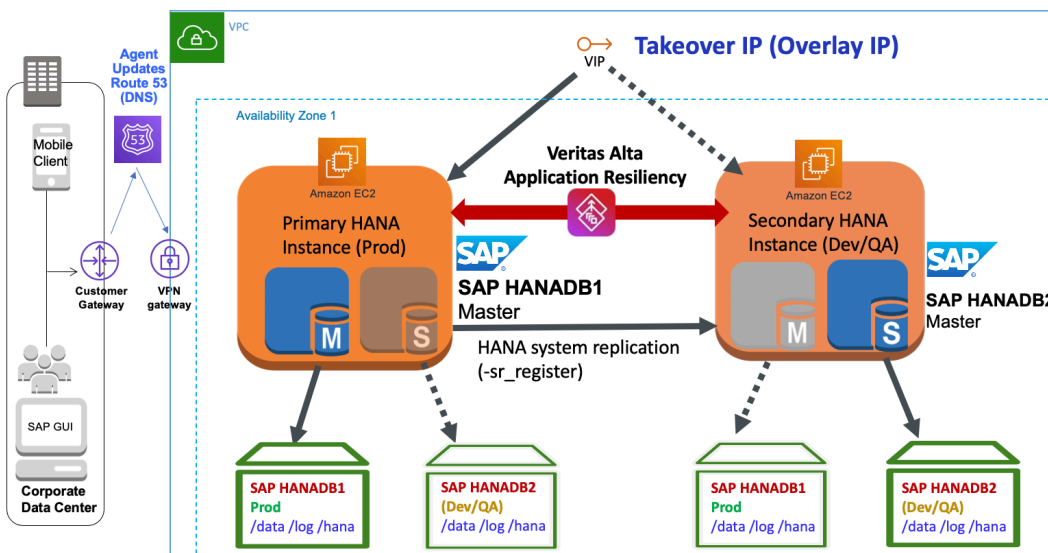 VPC
Agent
Updates
Route 53
(DNS)
53
Takeover IP (Overlay IP)
VIP
Availability Zone 1
Mobile
Client
Customer
Gateway
VPN
gateway
SAP GUI
Corporate
Data Center
Amazon EC2
Primary HANA
Instance (Prod)
M
S
Veritas Alta
Application Resiliency
SAP
®
SAP HANADB1
Master
HANA system replication
(-sr_register)
Amazon EC2
Secondary HANA
Instance (Dev/QA)
M
S
SAP
®
SAP HANADB2
Master
SAP HANADB1
Prod
/data /log /hana
SAP HANADB2
(Dev/QA)
/data /log /hana
SAP HANADB1
Prod
/data /log /hana
SAP HANADB2
(Dev/QA)
/data /log /hana